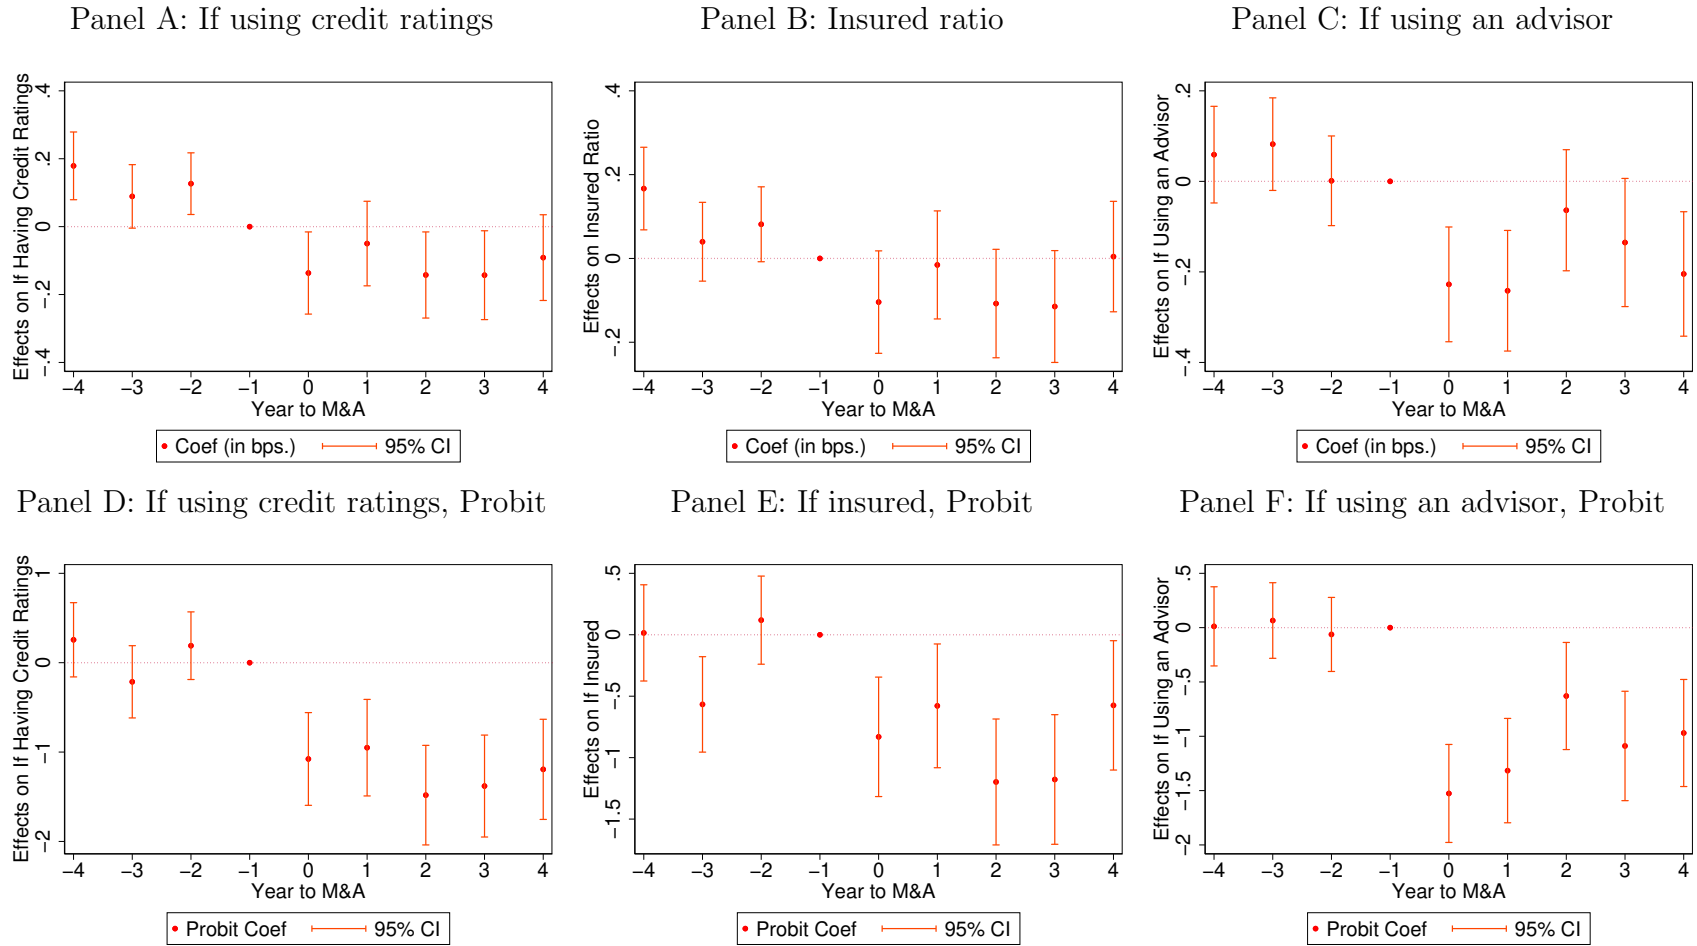 Panel A: If using credit ratings
Effects on If Having Credit Ratings
.4
.2
0
−.2
−.4
−4 −3 −2 −1 0 1 2 3 4
Year to M&A
Coef (in bps.) 95% CI
Panel B: Insured ratio
Effects on Insured Ratio
.4
.2
0
−.2
−4 −3 −2 −1 0 1 2 3 4
Year to M&A
Coef (in bps.) 95% CI
Panel C: If using an advisor
Effects on If Using an Advisor
.2
0
−.2
−.4
−4 −3 −2 −1 0 1 2 3 4
Year to M&A
Coef (in bps.) 95% CI
Panel D: If using credit ratings, Probit
Effects on If Having Credit Ratings
1
0
−1
−2
−4 −3 −2 −1 0 1 2 3 4
Year to M&A
Probit Coef 95% CI
Panel E: If insured, Probit
Effects on If Insured
.5
0
−.5
−1
−1.5
−4 −3 −2 −1 0 1 2 3 4
Year to M&A
Probit Coef 95% CI
Panel F: If using an advisor, Probit
Effects on If Using an Advisor
.5
0
−.5
−1
−1.5
−2
−4 −3 −2 −1 0 1 2 3 4
Year to M&A
Probit Coef 95% CI